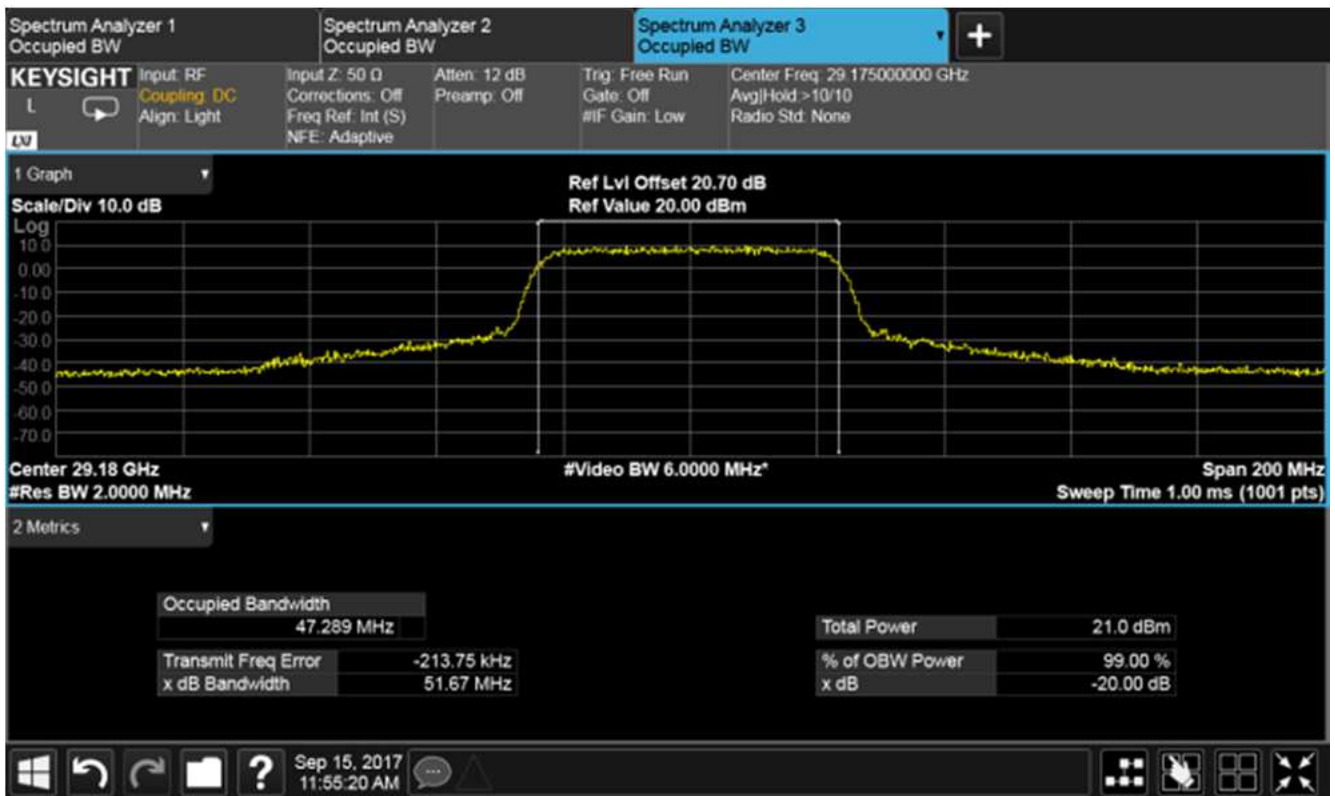 Spectrum Analyzer 1
Occupied BW
Spectrum Analyzer 2
Occupied BW
Spectrum Analyzer 3
Occupied BW
KEYSIGHT
L
LXI
Input: RF
Coupling: DC
Align: Light
Input Z: 50 Ω
Corrections: Off
Freq Ref: Int (S)
NFE: Adaptive
Atten: 12 dB
Preamp: Off
Trig: Free Run
Gate: Off
#IF Gain: Low
Center Freq: 29.175000000 GHz
Avg|Hold:>10/10
Radio Std: None
1 Graph
Scale/Div 10.0 dB
Ref Lvl Offset 20.70 dB
Ref Value 20.00 dBm
Log
10.0
0.00
-10.0
-20.0
-30.0
-40.0
-50.0
-60.0
-70.0
Center 29.18 GHz
#Video BW 6.0000 MHz*
Span 200 MHz
#Res BW 2.0000 MHz
Sweep Time 1.00 ms (1001 pts)
2 Metrics
Occupied Bandwidth
47.289 MHz
Total Power 21.0 dBm
Transmit Freq Error -213.75 kHz
% of OBW Power 99.00 %
x dB Bandwidth 51.67 MHz
x dB -20.00 dB
?
Sep 15, 2017
11:55:20 AM